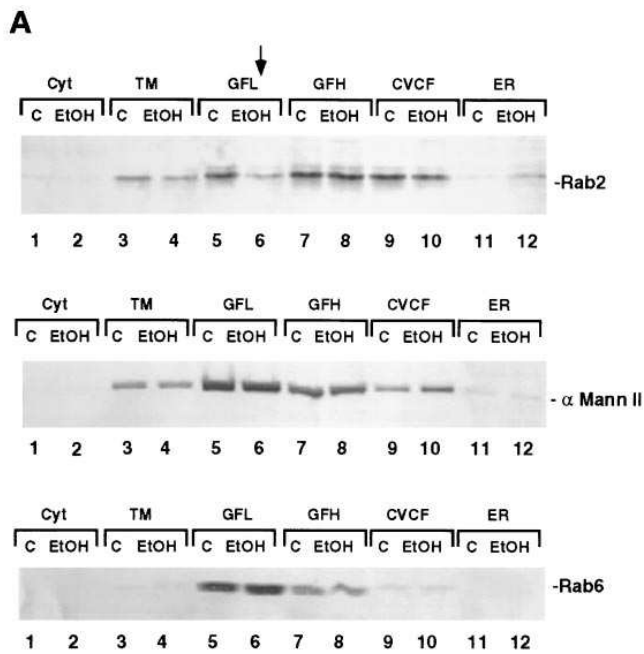 A
Cyt TM GFL GFH CVCF ER
C EtOH C EtOH C EtOH C EtOH C EtOH C EtOH
-Rab2
1 2 3 4 5 6 7 8 9 10 11 12
Cyt TM GFL GFH CVCF ER
C EtOH C EtOH C EtOH C EtOH C EtOH C EtOH
- α Mann II
1 2 3 4 5 6 7 8 9 10 11 12
Cyt TM GFL GFH CVCF ER
C EtOH C EtOH C EtOH C EtOH C EtOH C EtOH
-Rab6
1 2 3 4 5 6 7 8 9 10 11 12